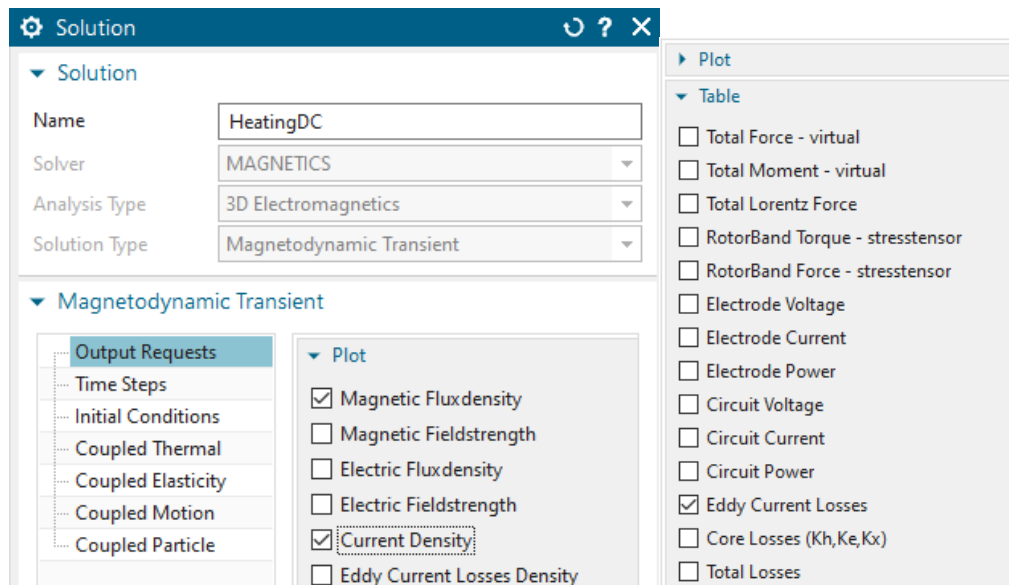 Solution
?
Solution
Name
HeatingDC
Solver
MAGNETICS
Analysis Type
3D Electromagnetics
Solution Type
Magnetodynamic Transient
Magnetodynamic Transient
Output Requests
Time Steps
Initial Conditions
Coupled Thermal
Coupled Elasticity
Coupled Motion
Coupled Particle
Plot
Magnetic Fluxdensity
Magnetic Fieldstrength
Electric Fluxdensity
Electric Fieldstrength
Current Density
Eddy Current Losses Density
Plot
Table
Total Force - virtual
Total Moment - virtual
Total Lorentz Force
RotorBand Torque - stresstensor
RotorBand Force - stresstensor
Electrode Voltage
Electrode Current
Electrode Power
Circuit Voltage
Circuit Current
Circuit Power
Eddy Current Losses
Core Losses (Kh,Ke,Kx)
Total Losses